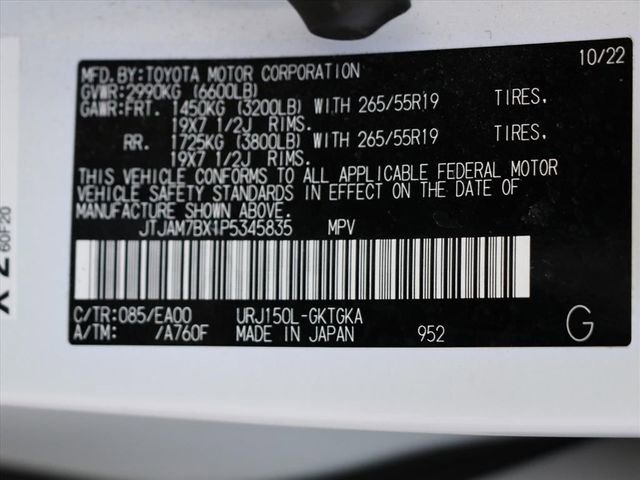 10/22
MFD.BY:TOYOTA MOTOR CORPORATION
GVWR:2990KG (6600LB)
GAWR:FRT. 1450KG (3200LB) WITH 265/55R19 TIRES.
19X7 1/2J RIMS.
RR. 1725KG (3800LB) WITH 265/55R19 TIRES.
19X7 1/2J RIMS.
THIS VEHICLE CONFORMS TO ALL APPLICABLE FEDERAL MOTOR
VEHICLE SAFETY STANDARDS IN EFFECT ON THE DATE OF
MANUFACTURE SHOWN ABOVE.
JTJAM7BX1P5345835 MPV
C/TR:085/EA00 URJ150L-GKTGKA
A/TM: /A760F MADE IN JAPAN 952 G
60F20